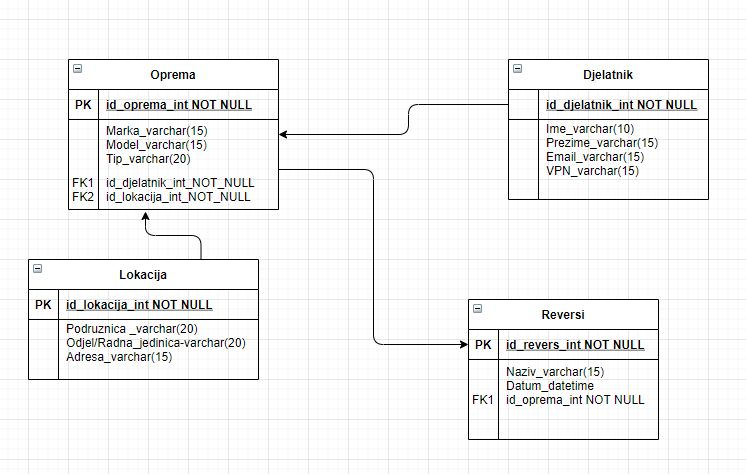 Oprema
PK id_oprema_int NOT NULL
Marka_varchar(15)
Model_varchar(15)
Tip_varchar(20)
FK1 id_djelatnik_int_NOT_NULL
FK2 id_lokacija_int_NOT_NULL
Djelatnik
id_djelatnik_int NOT NULL
Ime_varchar(10)
Prezime_varchar(15)
Email_varchar(15)
VPN_varchar(15)
Lokacija
PK id_lokacija_int NOT NULL
Podruznica _varchar(20)
Odjel/Radna_jedinica-varchar(20)
Adresa_varchar(15)
Reversi
PK id_revers_int NOT NULL
Naziv_varchar(15)
Datum_datetime
FK1 id_oprema_int NOT NULL